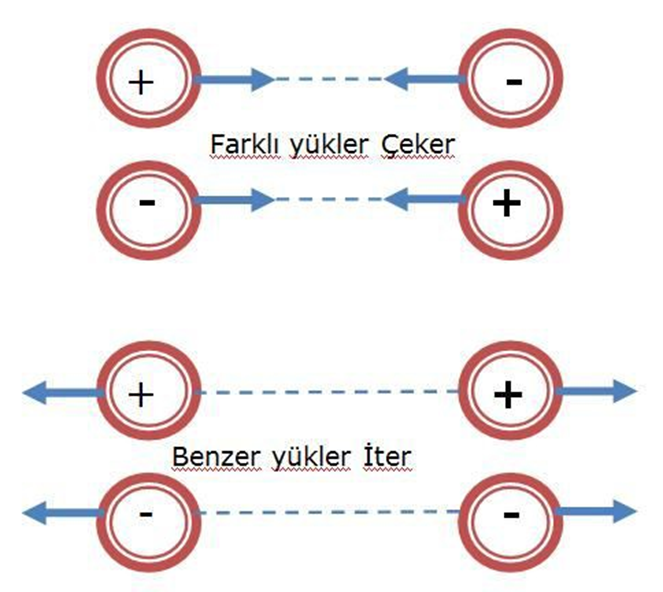 + -
Farklı yükler Çeker
- +
+ +
Benzer yükler İter
- -